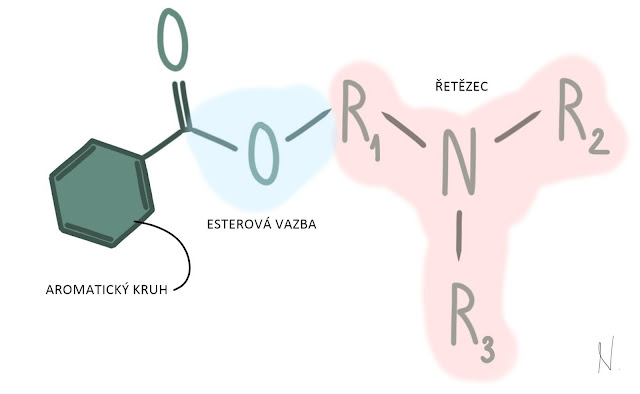 O
ŘETĚZEC
R1
R2
O
N
ESTEROVÁ VAZBA
AROMATICKÝ KRUH
R3
N.